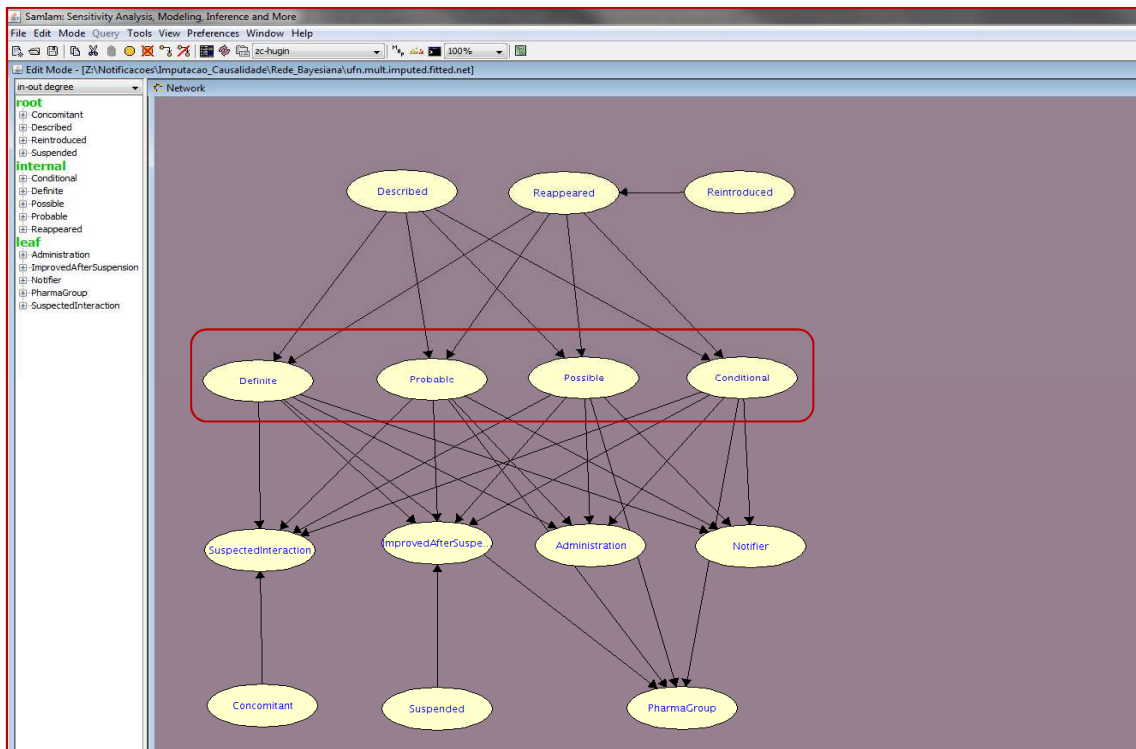 SamIam: Sensitivity Analysis, Modeling, Inference and More
File Edit Mode Query Tools View Preferences Window Help
zc-hugin 100%
Edit Mode - [Z:\Notificacoes\Imputacao_Causalidade\Rede_Bayesiana\ufn.mult.imputed.fitted.net]
in-out degree
Network
root
Concomitant
Described
Reintroduced
Suspended
internal
Conditional
Definite
Possible
Probable
Reappeared
leaf
Administration
ImprovedAfterSuspension
Notifier
PharmaGroup
SuspectedInteraction
Described Reappeared Reintroduced
Definite Probable Possible Conditional
SuspectedInteraction ImprovedAfterSuspe... Administration Notifier
Concomitant Suspended PharmaGroup